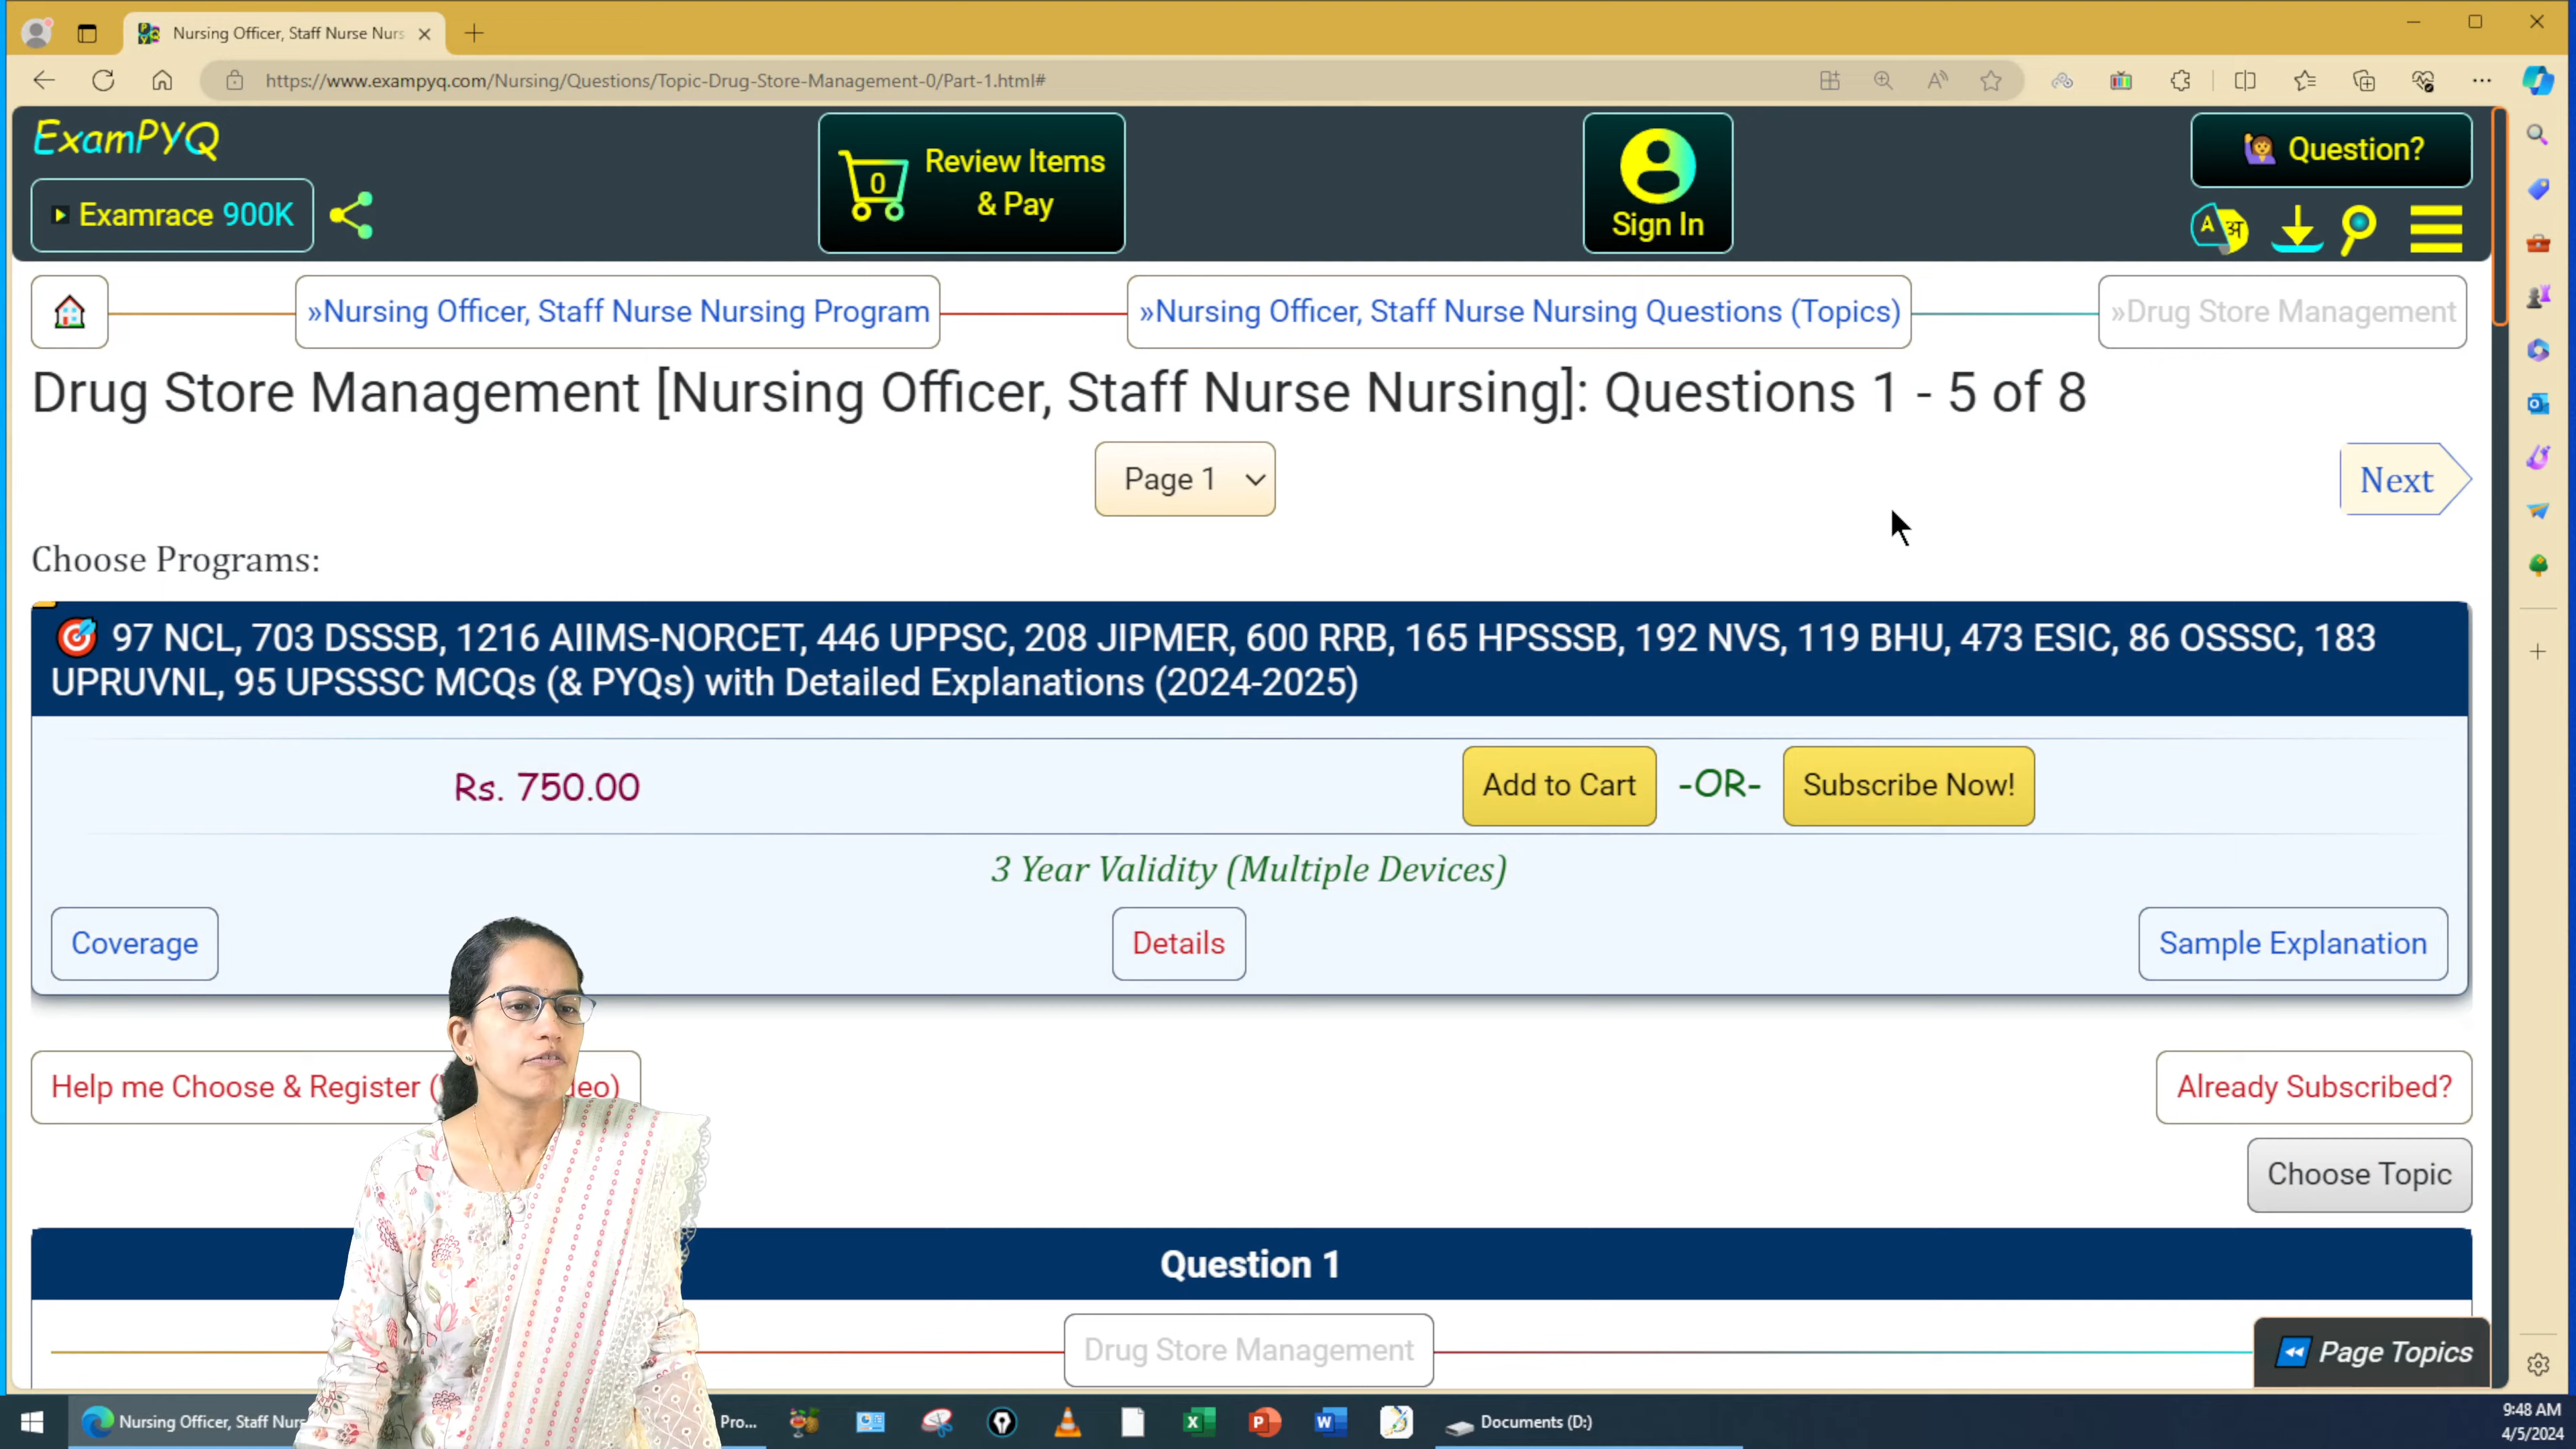 Nursing Officer, Staff Nurse Nurs
https://www.exampyq.com/Nursing/Questions/Topic-Drug-Store-Management-0/Part-1.html#
ExamPYQ
Examrace 900K
0
Review Items
& Pay
Sign In
Question?
A अ
»Nursing Officer, Staff Nurse Nursing Program
»Nursing Officer, Staff Nurse Nursing Questions (Topics)
»Drug Store Management
Drug Store Management [Nursing Officer, Staff Nurse Nursing]: Questions 1 - 5 of 8
Page 1
Next
Choose Programs:
97 NCL, 703 DSSSB, 1216 AIIMS-NORCET, 446 UPPSC, 208 JIPMER, 600 RRB, 165 HPSSSB, 192 NVS, 119 BHU, 473 ESIC, 86 OSSSC, 183
UPRUVNL, 95 UPSSSC MCQs (& PYQs) with Detailed Explanations (2024-2025)
Rs. 750.00
Add to Cart
-OR-
Subscribe Now!
3 Year Validity (Multiple Devices)
Coverage
Details
Sample Explanation
Help me Choose & Register (
eo)
Already Subscribed?
Choose Topic
Question 1
Drug Store Management
Page Topics
Nursing Officer, Staff Nurs
Pro...
Documents (D:)
9:48 AM
4/5/2024